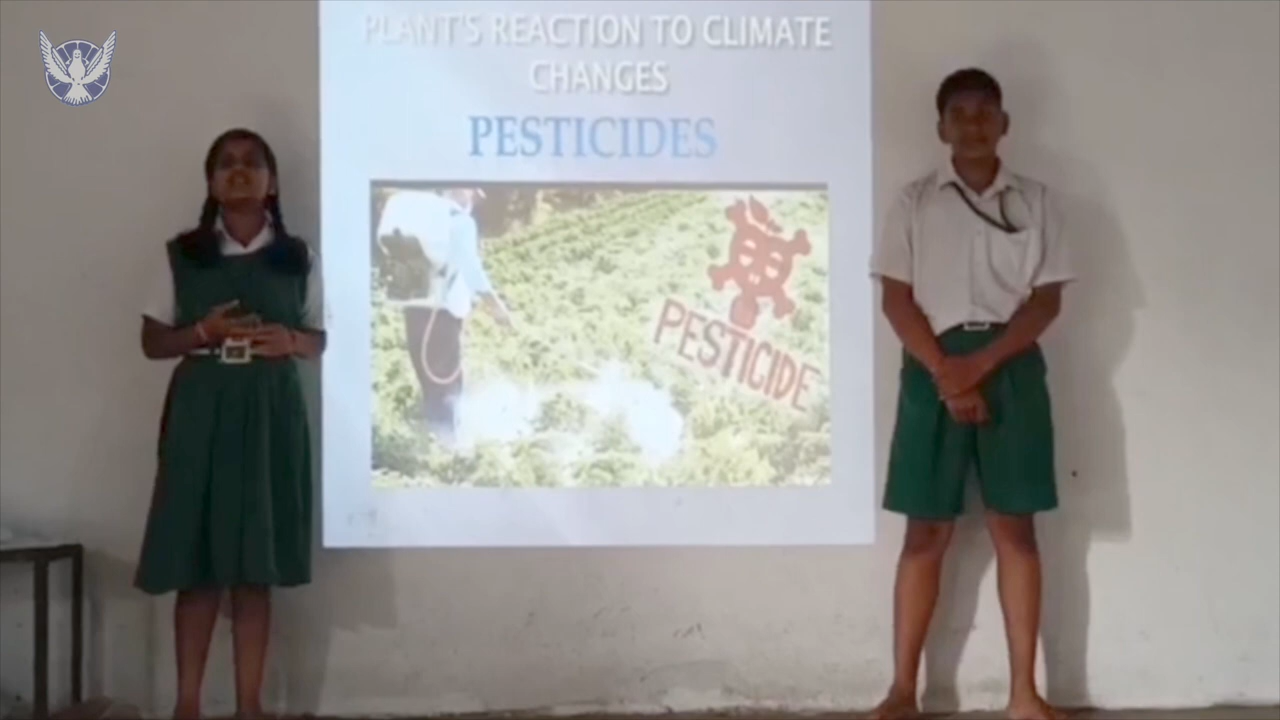 PLANT'S REACTION TO CLIMATE
CHANGES
PESTICIDES
PESTICIDE